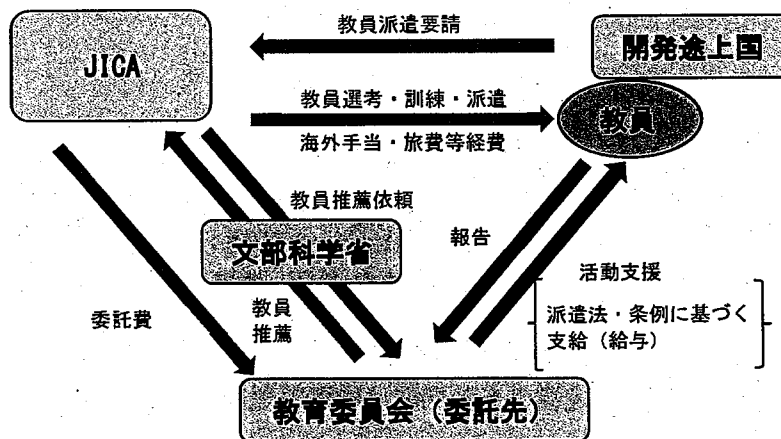 教員派遣要請
JICA
開発途上国
教員選考・訓練・派遣
教員
海外手当・旅費等経費
教員推薦依頼
文部科学省
報告
活動支援
委託費
教員
推薦
派遣法・条例に基づく
支給（給与）
教育委員会（委託先）